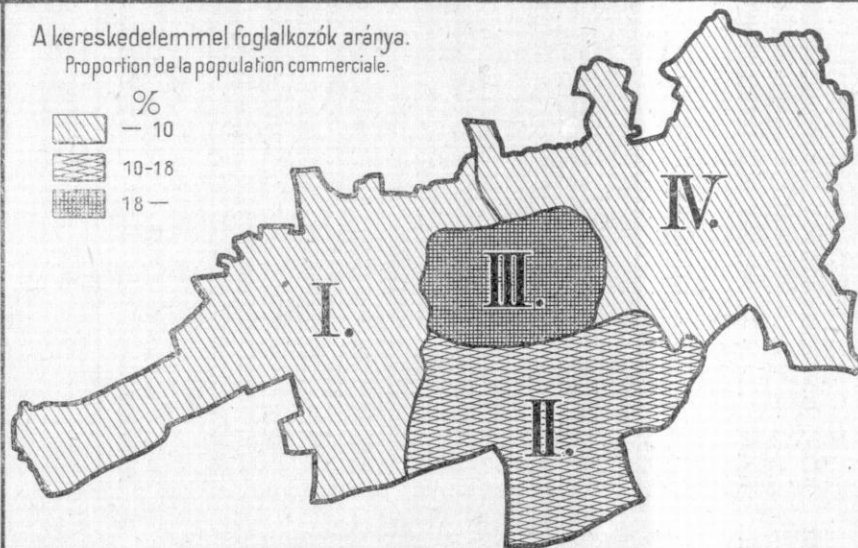 A kereskedelemmel foglalkozók aránya.
Proportion de la population commerciale.
%
— 10
10-18
18 —
I.
II.
III.
IV.